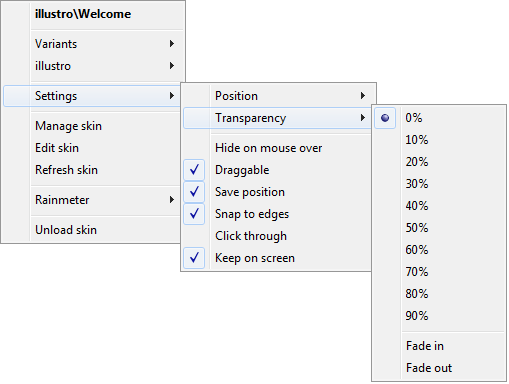 illustro\Welcome
Variants
illustro
Settings
Manage skin
Edit skin
Refresh skin
Rainmeter
Unload skin
Position
Transparency
Hide on mouse over
Draggable
Save position
Snap to edges
Click through
Keep on screen
0%
10%
20%
30%
40%
50%
60%
70%
80%
90%
Fade in
Fade out